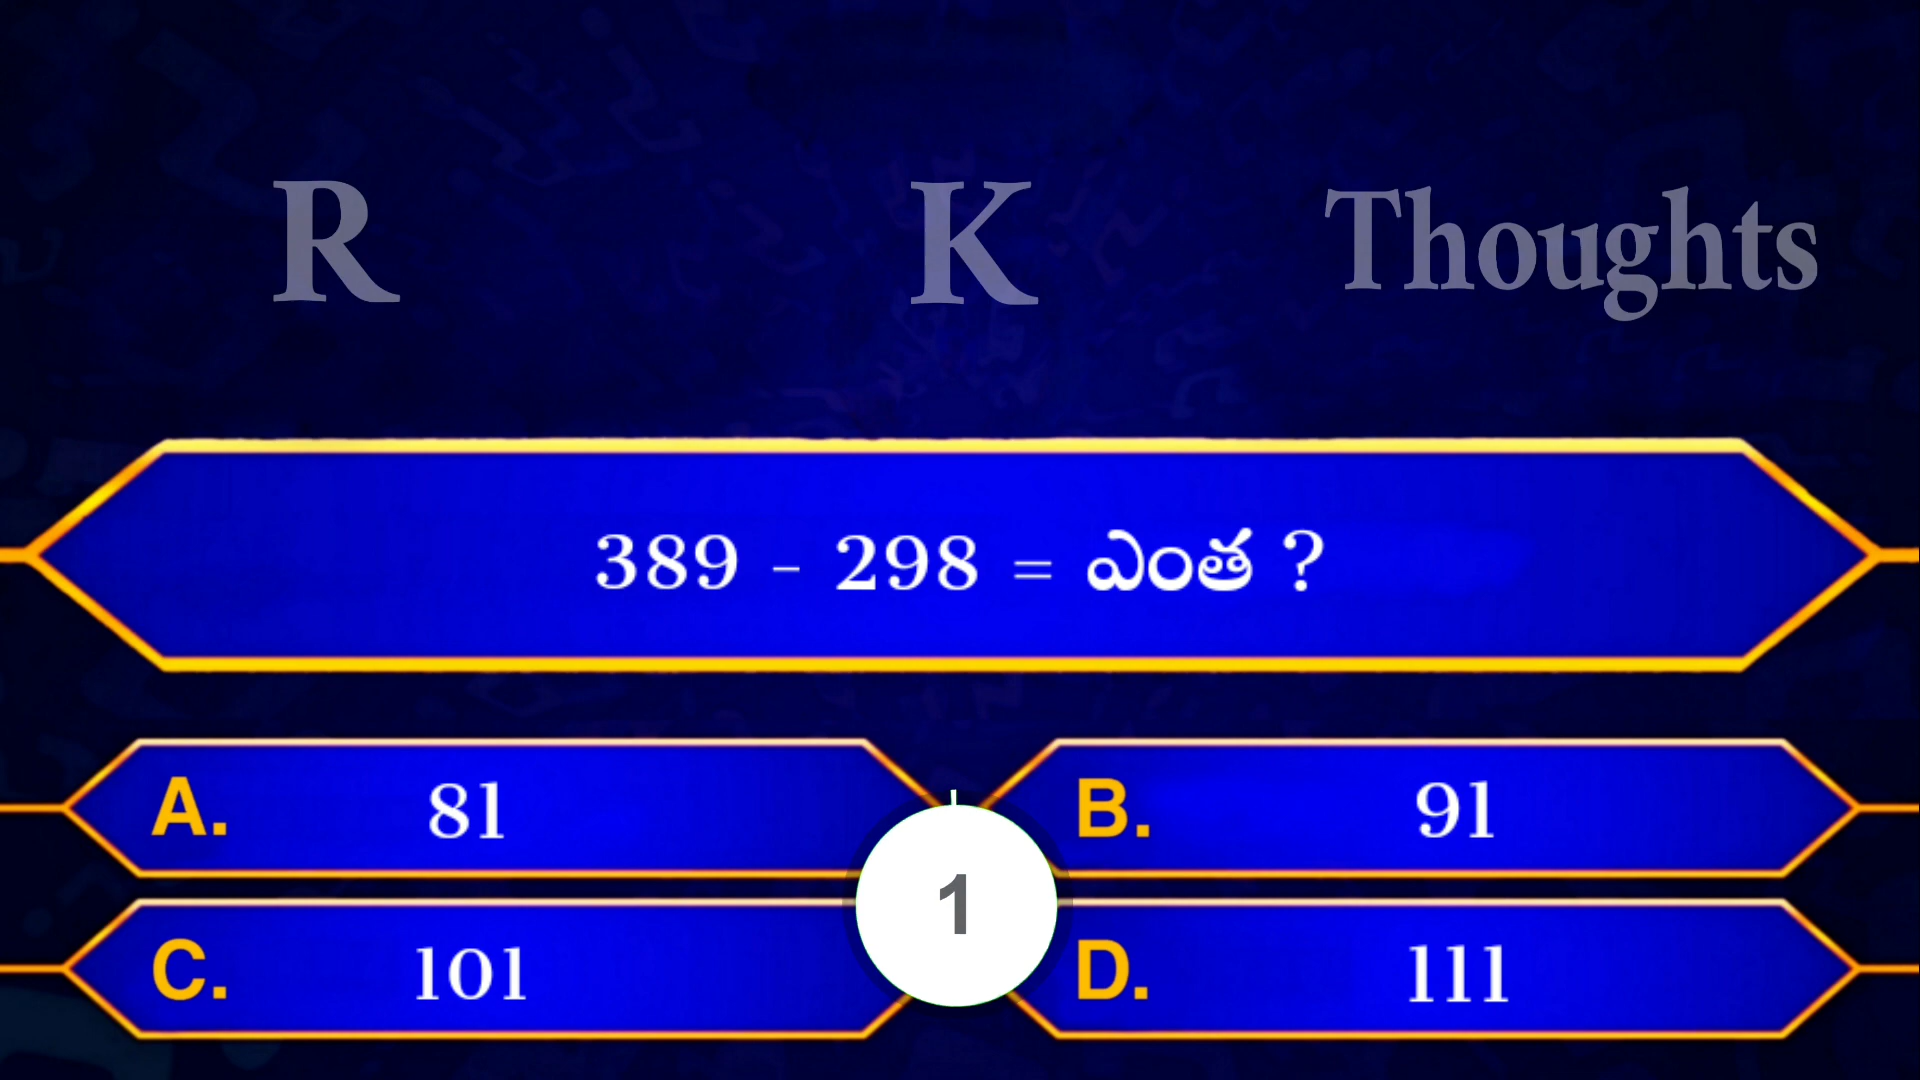 R K Thoughts
389 - 298 = ఎంత ?
A. 81
B. 91
1
C. 101
D. 111